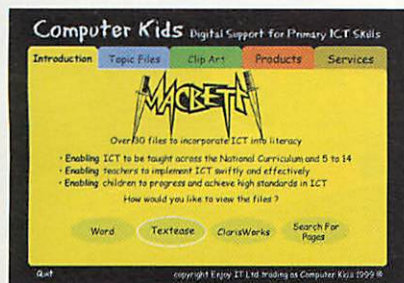 Computer Kids Digital Support for Primary ICT Skills
Introduction Topic Files Clip Art Products Services
MACBETH
Over 30 files to incorporate ICT into literacy
• Enabling ICT to be taught across the National Curriculum and 5 to 14
• Enabling teachers to implement ICT swiftly and effectively
• Enabling children to progress and achieve high standards in ICT
How would you like to view the files ?
Word Textease ClarisWorks Search For Pages
Quit copyright Enjoy IT Ltd trading as Computer Kids 1999 ®